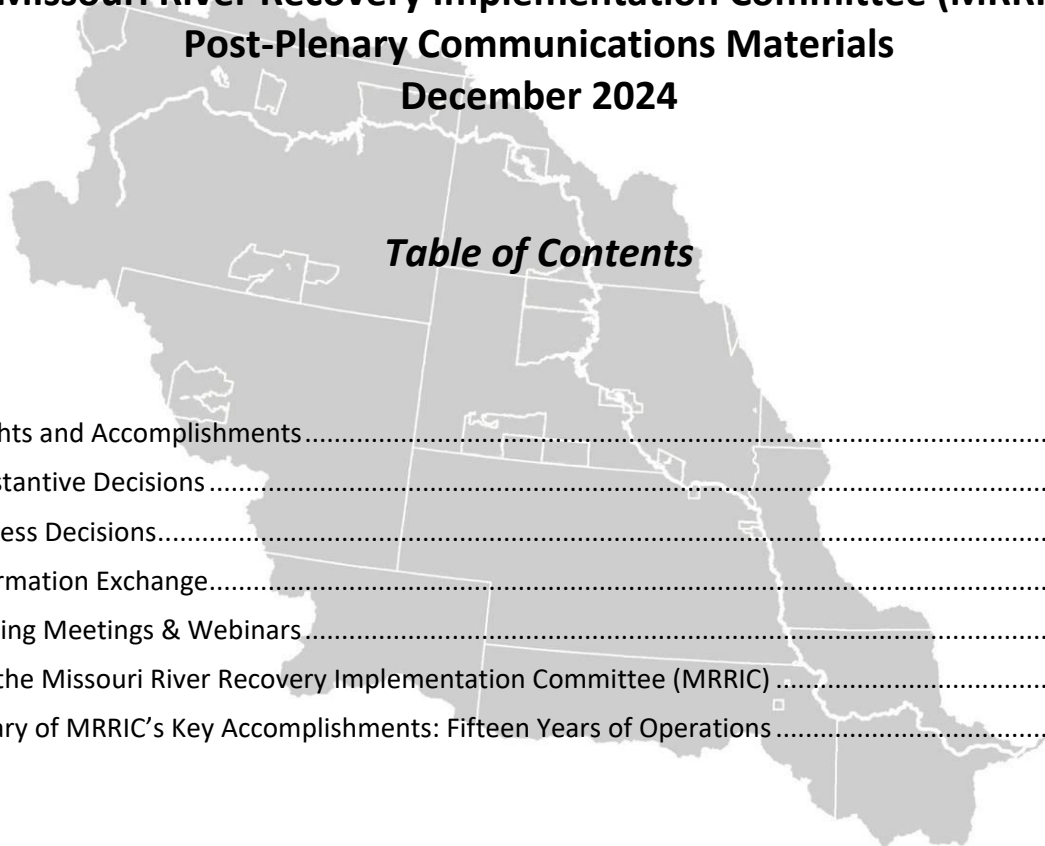 Missouri River Recovery Implementation Committee (MRRI
Post-Plenary Communications Materials
December 2024
Table of Contents
hts and Accomplishments
stantive Decisions
ess Decisions
rmation Exchange
ing Meetings & Webinars
the Missouri River Recovery Implementation Committee (MRRIC)
ary of MRRIC's Key Accomplishments: Fifteen Years of Operations